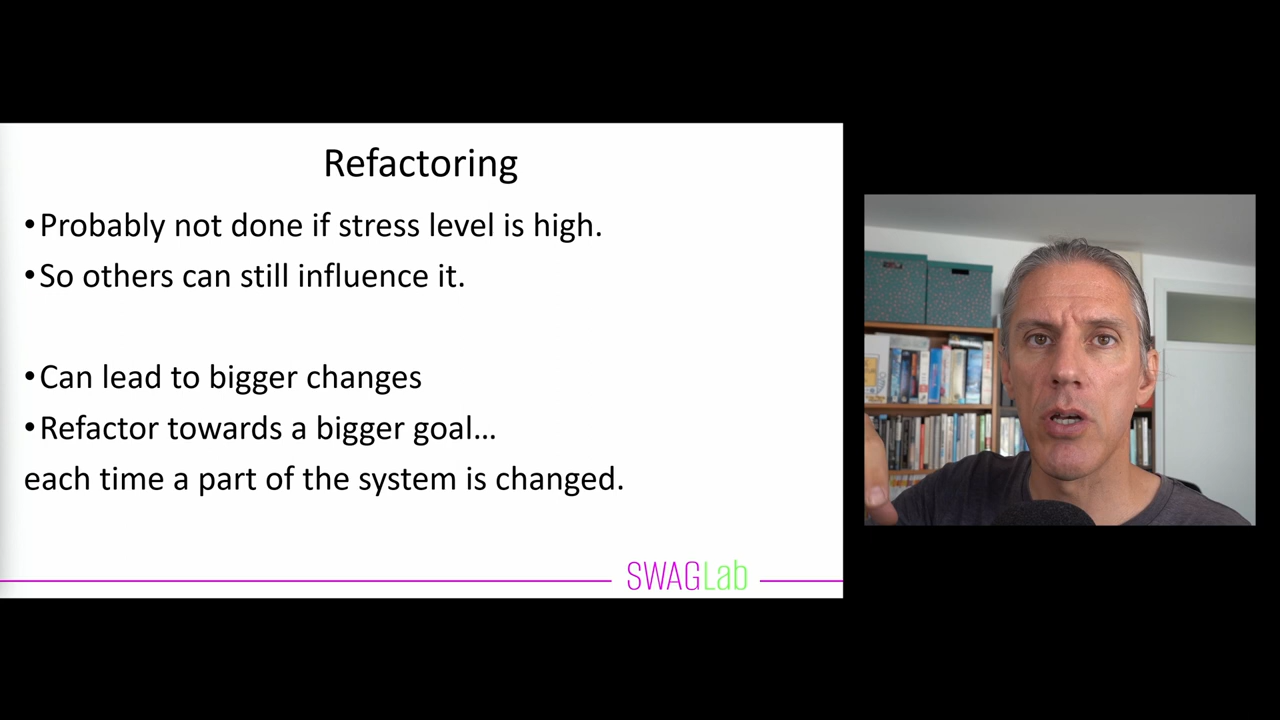 Refactoring
•Probably not done if stress level is high.
•So others can still influence it.
•Can lead to bigger changes
•Refactor towards a bigger goal...
each time a part of the system is changed.
SWAGLab